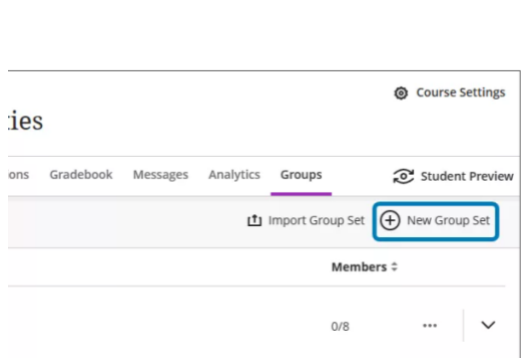 Course Settings
ies
ons Gradebook Messages Analytics Groups Student Preview
Import Group Set New Group Set
Members
0/8